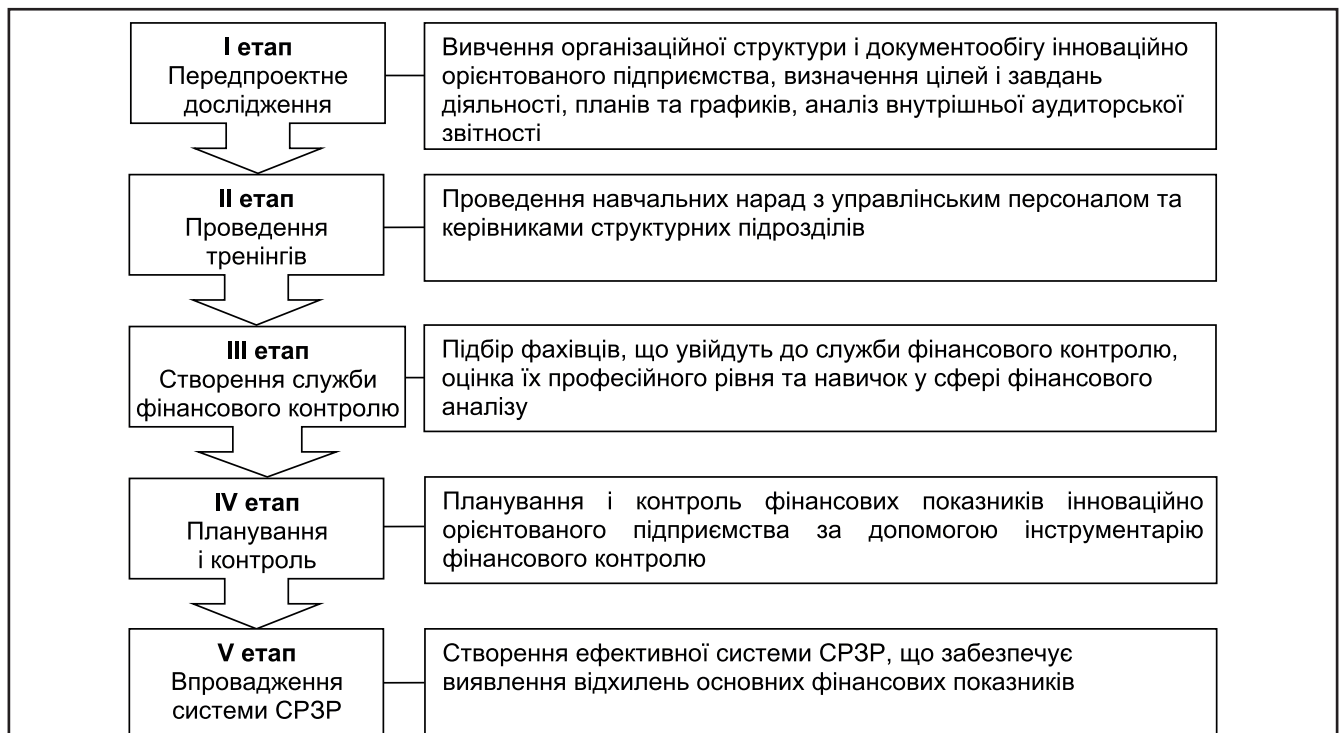 I етап
Передпроектне
дослідження
Вивчення організаційної структури і документообігу інноваційно
орієнтованого підприємства, визначення цілей і завдань
діяльності, планів та графиків, аналіз внутрішньої аудиторської
звітності
II етап
Проведення
тренінгів
Проведення навчальних нарад з управлінським персоналом та
керівниками структурних підрозділів
III етап
Створення служби
фінансового контролю
Підбір фахівців, що увійдуть до служби фінансового контролю,
оцінка їх професійного рівня та навичок у сфері фінансового
аналізу
IV етап
Планування
і контроль
Планування і контроль фінансових показників інноваційно
орієнтованого підприємства за допомогою інструментарію
фінансового контролю
V етап
Впровадження
системи СРЗР
Створення ефективної системи СРЗР, що забезпечує
виявлення відхилень основних фінансових показників